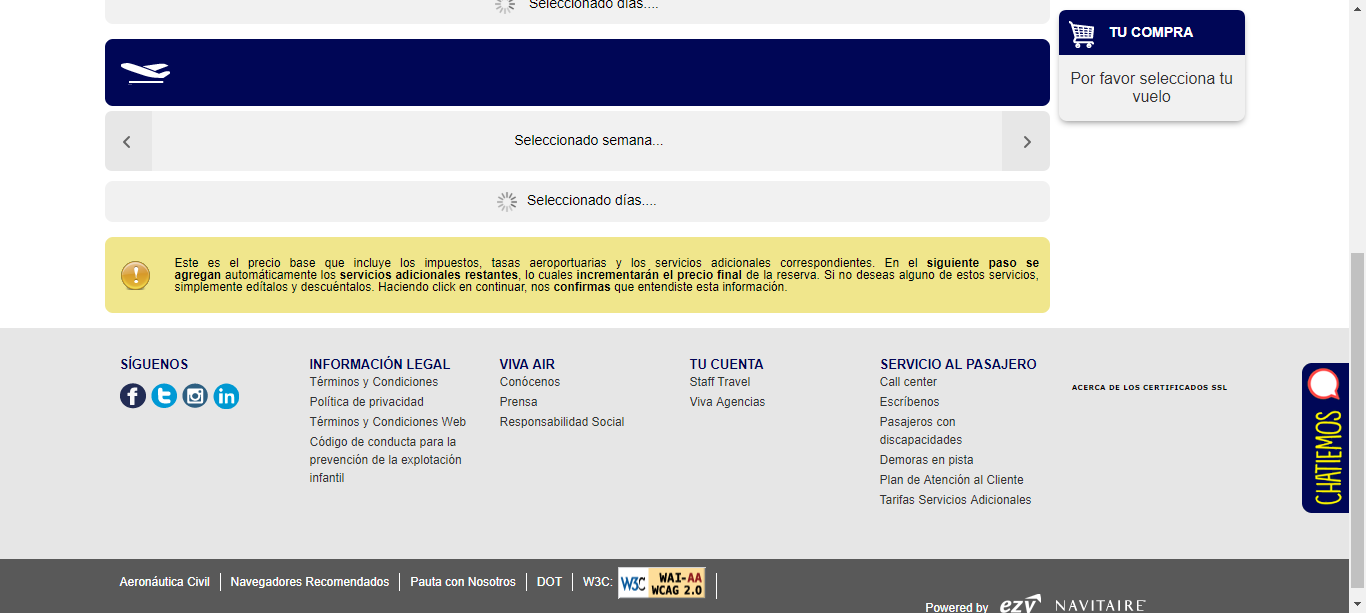 Seleccionado días....
TU COMPRA
Por favor selecciona tu
vuelo
Seleccionado semana...
Seleccionado días....
Este es el precio base que incluye los impuestos, tasas aeroportuarias y los servicios adicionales correspondientes. En el siguiente paso se
agregan automáticamente los servicios adicionales restantes, lo cuales incrementarán el precio final de la reserva. Si no deseas alguno de estos servicios,
simplemente edítalos y descuéntalos. Haciendo click en continuar, nos confirmas que entendiste esta información.
SÍGUENOS
INFORMACIÓN LEGAL
Términos y Condiciones
Política de privacidad
Términos y Condiciones Web
Código de conducta para la
prevención de la explotación
infantil
VIVA AIR
Conócenos
Prensa
Responsabilidad Social
TU CUENTA
Staff Travel
Viva Agencias
SERVICIO AL PASAJERO
Call center
Escríbenos
Pasajeros con
discapacidades
Demoras en pista
Plan de Atención al Cliente
Tarifas Servicios Adicionales
ACERCA DE LOS CERTIFICADOS SSL
CHATIEMOS
Aeronáutica Civil
Navegadores Recomendados
Pauta con Nosotros
DOT
W3C:
W3C WAI-AA
WCAG 2.0
Powered by ezy NAVITAIRE